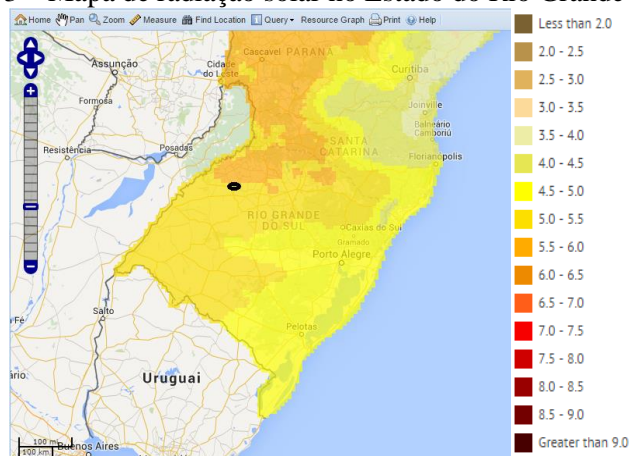 Mapa de radiação solar no Estado do Rio Grande
Home Pan Zoom Measure Find Location Query Resource Graph Print Help
Less than 2.0
2.0 - 2.5
2.5 - 3.0
3.0 - 3.5
3.5 - 4.0
4.0 - 4.5
4.5 - 5.0
5.0 - 5.5
5.5 - 6.0
6.0 - 6.5
6.5 - 7.0
7.0 - 7.5
7.5 - 8.0
8.0 - 8.5
8.5 - 9.0
Greater than 9.0
Cascavel PARANÁ
Assunção
Cidade
do Leste
Curitiba
Formosa
Joinville
Balneário
Camboriú
Resistência
Posadas
SANTA
CATARINA
Florianópolis
RIO GRANDE
DO SUL
Caxias do Sul
Gramado
Porto Alegre
Salto
Pelotas
Uruguai
100 mi
100 km
Buenos Aires